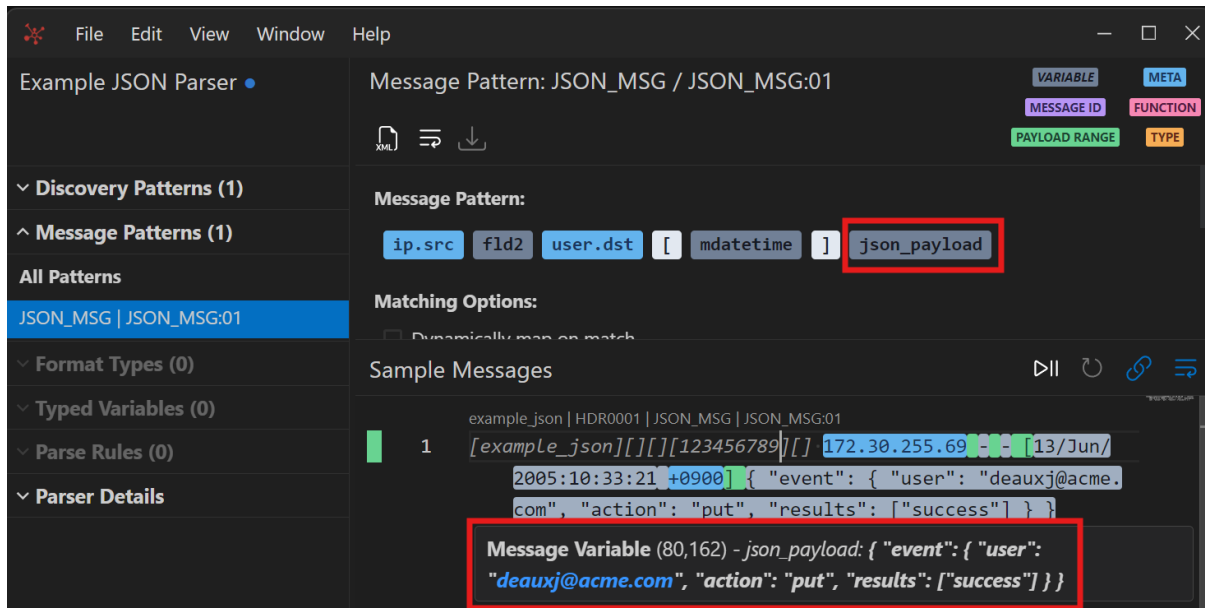 File Edit View Window Help
Example JSON Parser
Message Pattern: JSON_MSG / JSON_MSG:01
VARIABLE META
MESSAGE ID FUNCTION
PAYLOAD RANGE TYPE
XML
Discovery Patterns (1)
Message Patterns (1)
All Patterns
JSON_MSG | JSON_MSG:01
Format Types (0)
Typed Variables (0)
Parse Rules (0)
Parser Details
Message Pattern:
ip.src fld2 user.dst [ mdatetime ] json_payload
Matching Options:
Dynamically map on match
Sample Messages
example_json | HDR0001 | JSON_MSG | JSON_MSG:01
1 [example_json][][][123456789][] 172.30.255.69 - - [13/Jun/
2005:10:33:21 +0900] { "event": { "user": "deauxj@acme.
com", "action": "put", "results": ["success"] } }
Message Variable (80,162) - json_payload: { "event": { "user":
"deauxj@acme.com", "action": "put", "results": ["success"] } }